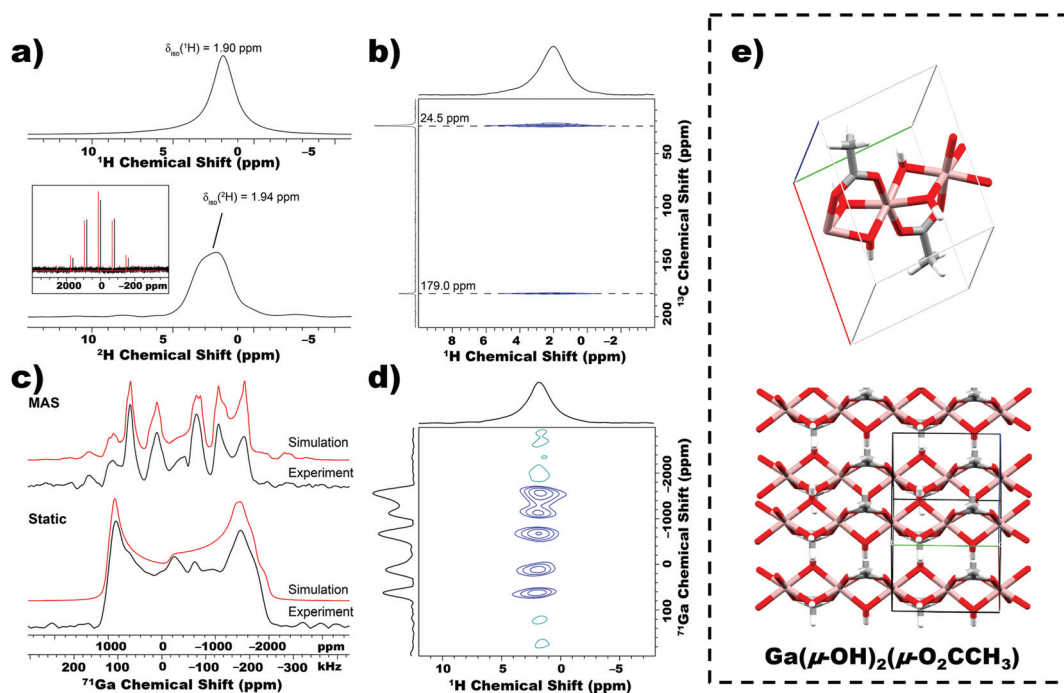 a)
δiso(¹H) = 1.90 ppm
10 5 0 −5
¹H Chemical Shift (ppm)
δiso(²H) = 1.94 ppm
2000 0 −200 ppm
10 5 0 −5
²H Chemical Shift (ppm)
b)
24.5 ppm
179.0 ppm
50
100
150
200
¹³C Chemical Shift (ppm)
10 8 6 4 2 0 −2
¹H Chemical Shift (ppm)
c)
MAS
Simulation
Experiment
Static
Simulation
Experiment
1000 0 −1000 −2000 ppm
200 100 0 −100 −200 −300 kHz
⁷¹Ga Chemical Shift (ppm)
d)
−2000
−1000
0
100
⁷¹Ga Chemical Shift (ppm)
10 5 0 −5
¹H Chemical Shift (ppm)
e)
Ga(μ-OH)₂(μ-O₂CCH₃)